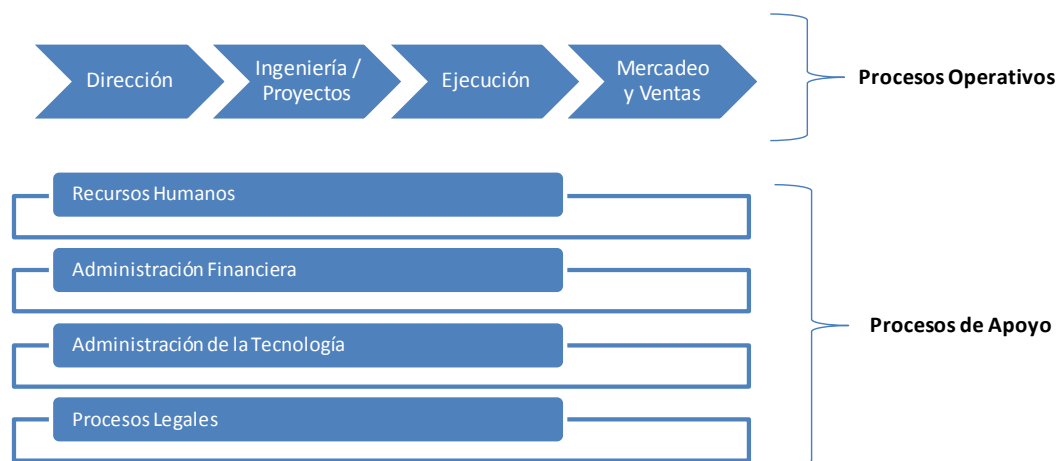 Dirección
Ingeniería /
Proyectos
Ejecución
Mercadeo
y Ventas
Procesos Operativos
Recursos Humanos
Administración Financiera
Administración de la Tecnología
Procesos Legales
Procesos de Apoyo